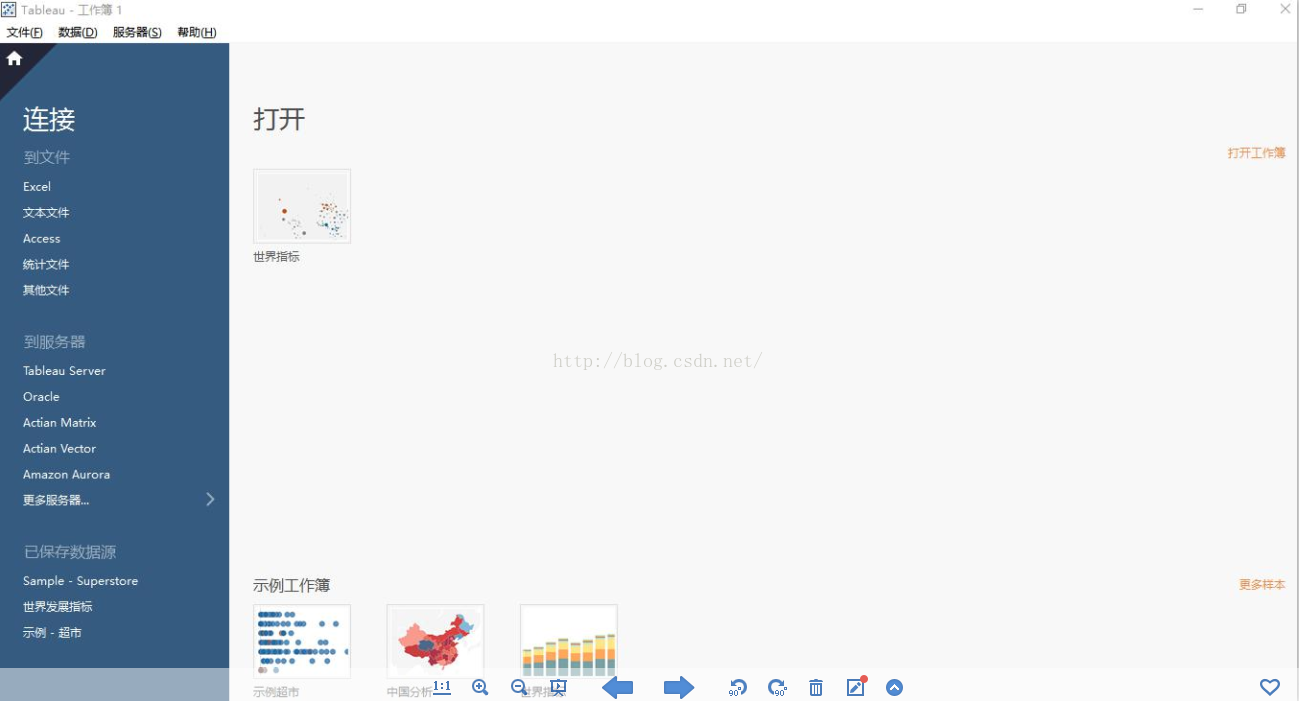 Tableau - 工作簿 1
文件(F) 数据(D) 服务器(S) 帮助(H)
连接
到文件
Excel
文本文件
Access
统计文件
其他文件
到服务器
Tableau Server
Oracle
Actian Matrix
Actian Vector
Amazon Aurora
更多服务器...
已保存数据源
Sample - Superstore
世界发展指标
示例 - 超市
打开
打开工作簿
世界指标
http://blog.csdn.net/
示例工作簿
更多样本
示例超市
中国分析
世界指
1:1
90°
90°